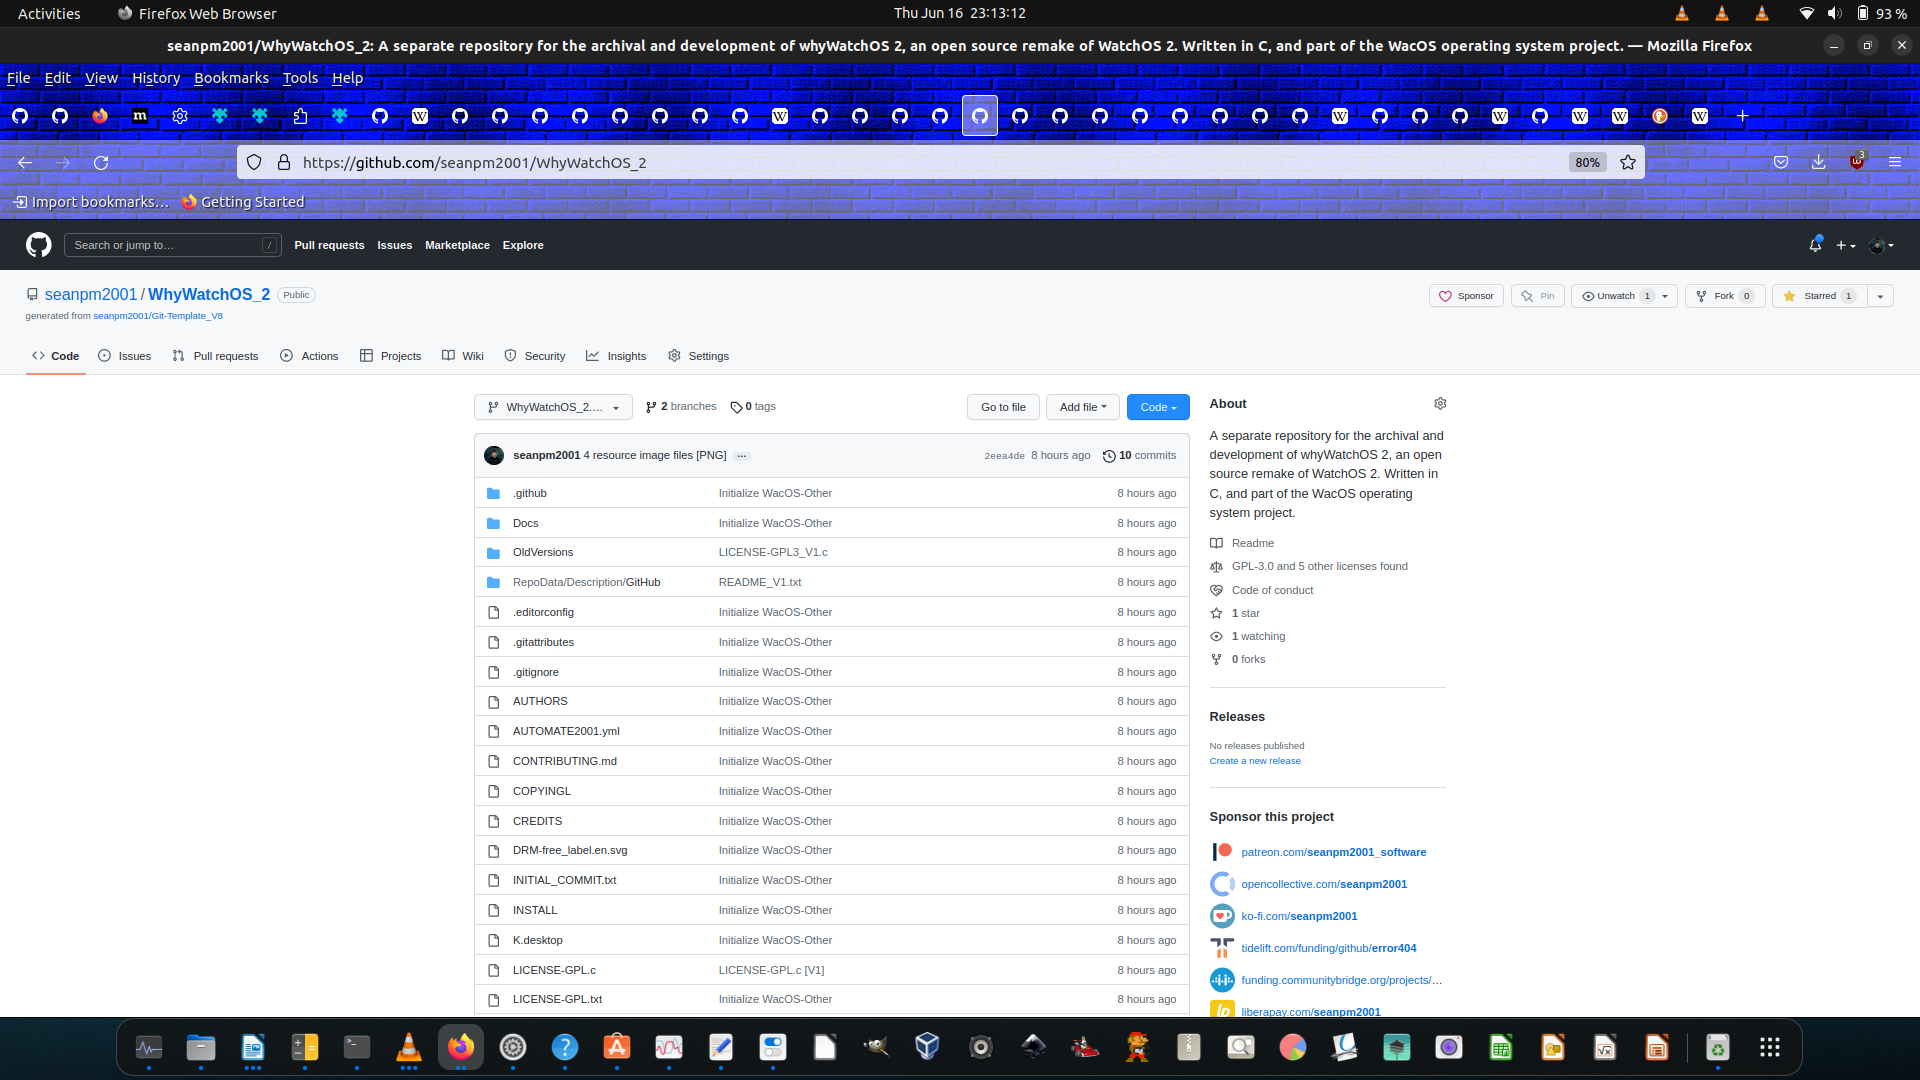 Activities Firefox Web Browser Thu Jun 16 23:13:12 93 %
seanpm2001/WhyWatchOS_2: A separate repository for the archival and development of whyWatchOS 2, an open source remake of WatchOS 2. Written in C, and part of the WacOS operating system project. — Mozilla Firefox
File Edit View History Bookmarks Tools Help
https://github.com/seanpm2001/WhyWatchOS_2 80% 3
Import bookmarks… Getting Started
Search or jump to… / Pull requests Issues Marketplace Explore
seanpm2001 / WhyWatchOS_2 Public Sponsor Pin Unwatch 1 Fork 0 Starred 1
generated from seanpm2001/Git-Template_V8
Code Issues Pull requests Actions Projects Wiki Security Insights Settings
WhyWatchOS_2.… 2 branches 0 tags Go to file Add file Code
seanpm2001 4 resource image files [PNG] … 2eea4de 8 hours ago 10 commits
.github Initialize WacOS-Other 8 hours ago
Docs Initialize WacOS-Other 8 hours ago
OldVersions LICENSE-GPL3_V1.c 8 hours ago
RepoData/Description/GitHub README_V1.txt 8 hours ago
.editorconfig Initialize WacOS-Other 8 hours ago
.gitattributes Initialize WacOS-Other 8 hours ago
.gitignore Initialize WacOS-Other 8 hours ago
AUTHORS Initialize WacOS-Other 8 hours ago
AUTOMATE2001.yml Initialize WacOS-Other 8 hours ago
CONTRIBUTING.md Initialize WacOS-Other 8 hours ago
COPYINGL Initialize WacOS-Other 8 hours ago
CREDITS Initialize WacOS-Other 8 hours ago
DRM-free_label.en.svg Initialize WacOS-Other 8 hours ago
INITIAL_COMMIT.txt Initialize WacOS-Other 8 hours ago
INSTALL Initialize WacOS-Other 8 hours ago
K.desktop Initialize WacOS-Other 8 hours ago
LICENSE-GPL.c LICENSE-GPL.c [V1] 8 hours ago
LICENSE-GPL.txt Initialize WacOS-Other 8 hours ago
About
A separate repository for the archival and
development of whyWatchOS 2, an open
source remake of WatchOS 2. Written in
C, and part of the WacOS operating
system project.
Readme
GPL-3.0 and 5 other licenses found
Code of conduct
1 star
1 watching
0 forks
Releases
No releases published
Create a new release
Sponsor this project
patreon.com/seanpm2001_software
opencollective.com/seanpm2001
ko-fi.com/seanpm2001
tidelift.com/funding/github/error404
funding.communitybridge.org/projects/…
liberapay.com/seanpm2001